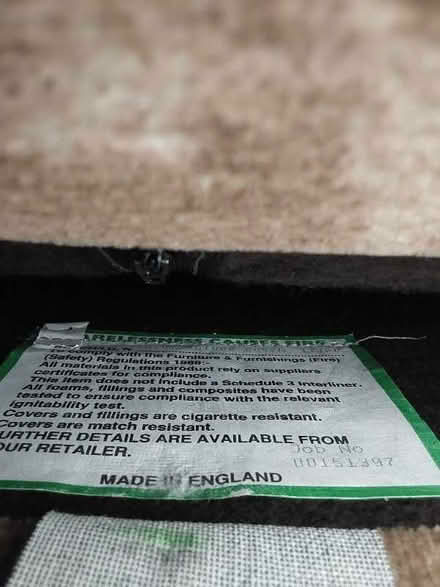 CARELESSNESS CAUSES FIRE
comply with the Furniture & Furnishings (Fire)
(Safety) Regulations 1988:-
All materials in this product rely on suppliers
certificates for compliance.
This item does not include a Schedule 3 interliner.
All foams, fillings and composites have been
tested to ensure compliance with the relevant
ignitability test.
Covers and fillings are cigarette resistant.
Covers are match resistant.
URTHER DETAILS ARE AVAILABLE FROM
OUR RETAILER.
Job No
MADE IN ENGLAND